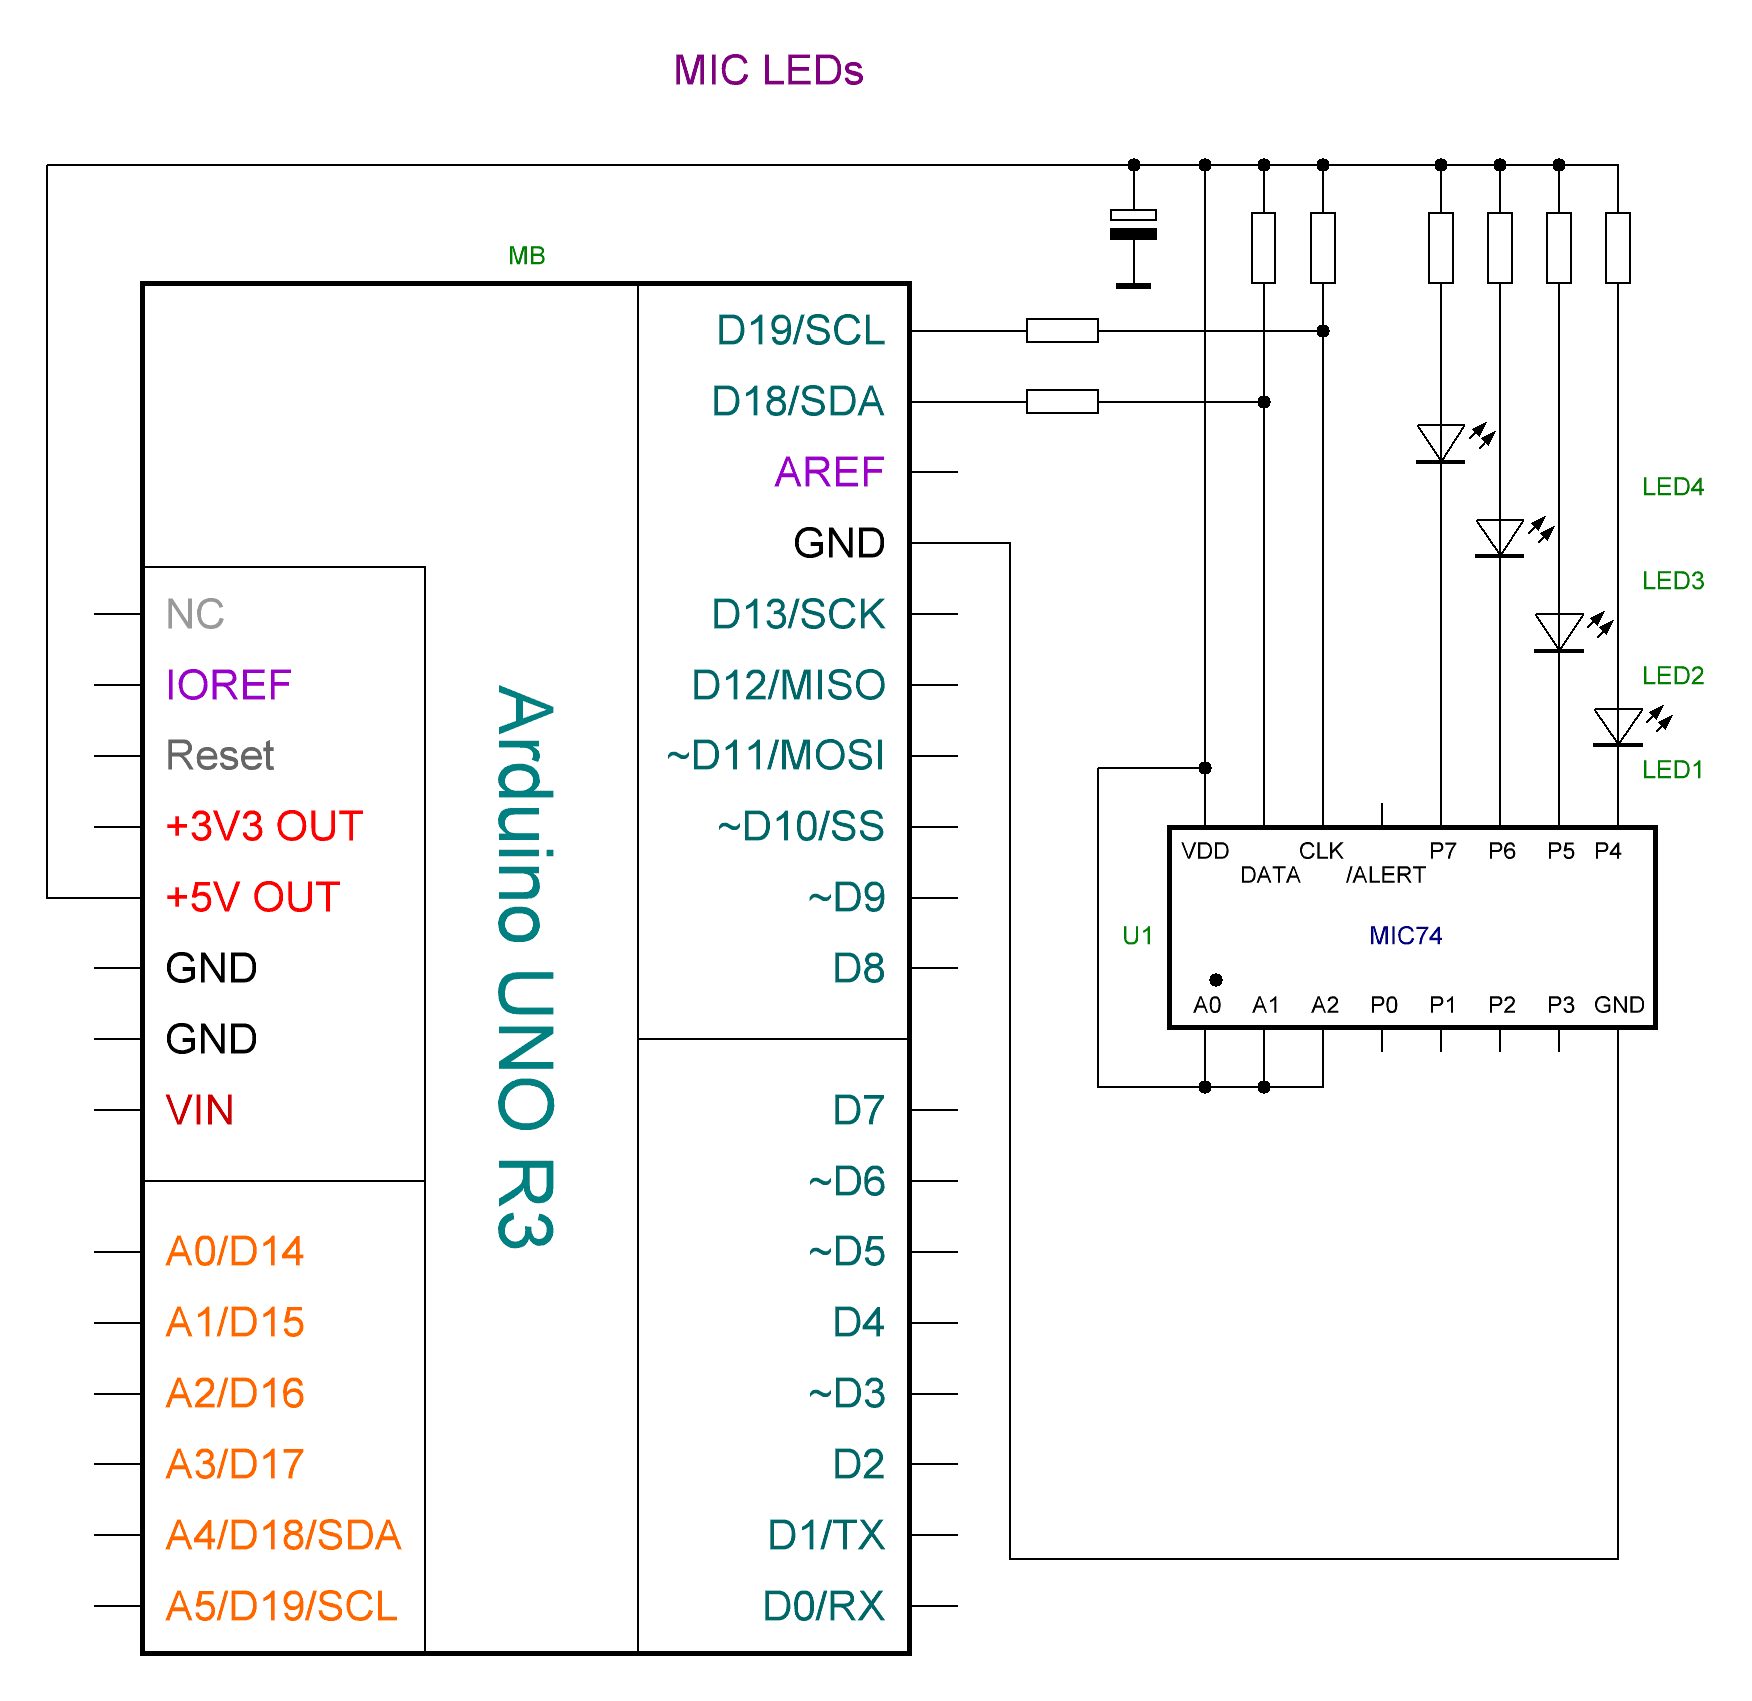 MIC LEDs
MB
D19/SCL
D18/SDA
AREF
GND
D13/SCK
D12/MISO
~D11/MOSI
~D10/SS
~D9
D8
D7
~D6
~D5
D4
~D3
D2
D1/TX
D0/RX
NC
IOREF
Reset
+3V3 OUT
+5V OUT
GND
GND
VIN
A0/D14
A1/D15
A2/D16
A3/D17
A4/D18/SDA
A5/D19/SCL
Arduino UNO R3
LED4
LED3
LED2
LED1
VDD CLK P7 P6 P5 P4
DATA /ALERT
U1
MIC74
A0 A1 A2 P0 P1 P2 P3 GND